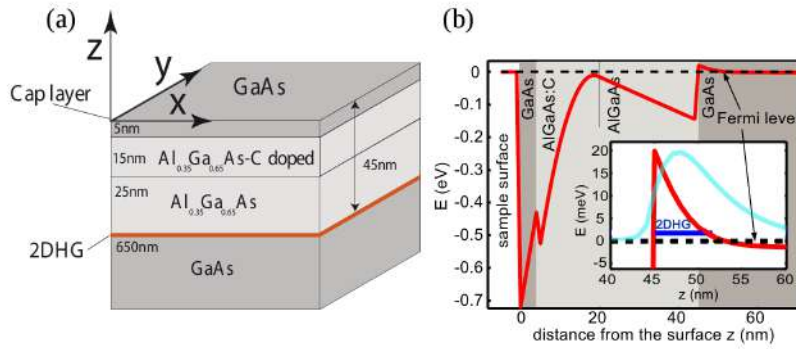 (a)
z
y
x
GaAs
Cap layer
5nm
15nm Al0.35Ga0.65As-C doped
45nm
25nm
Al0.35Ga0.65As
2DHG
650nm
GaAs
(b)
E (eV)
0
-0.1
-0.2
-0.3
-0.4
-0.5
-0.6
-0.7
sample surface
GaAs
AlGaAs:C
AlGaAs
GaAs
Fermi level
E (meV)
20
15
10
5
0
-5
2DHG
40 45 50 55 60
z (nm)
0 20 40 60
distance from the surface z (nm)